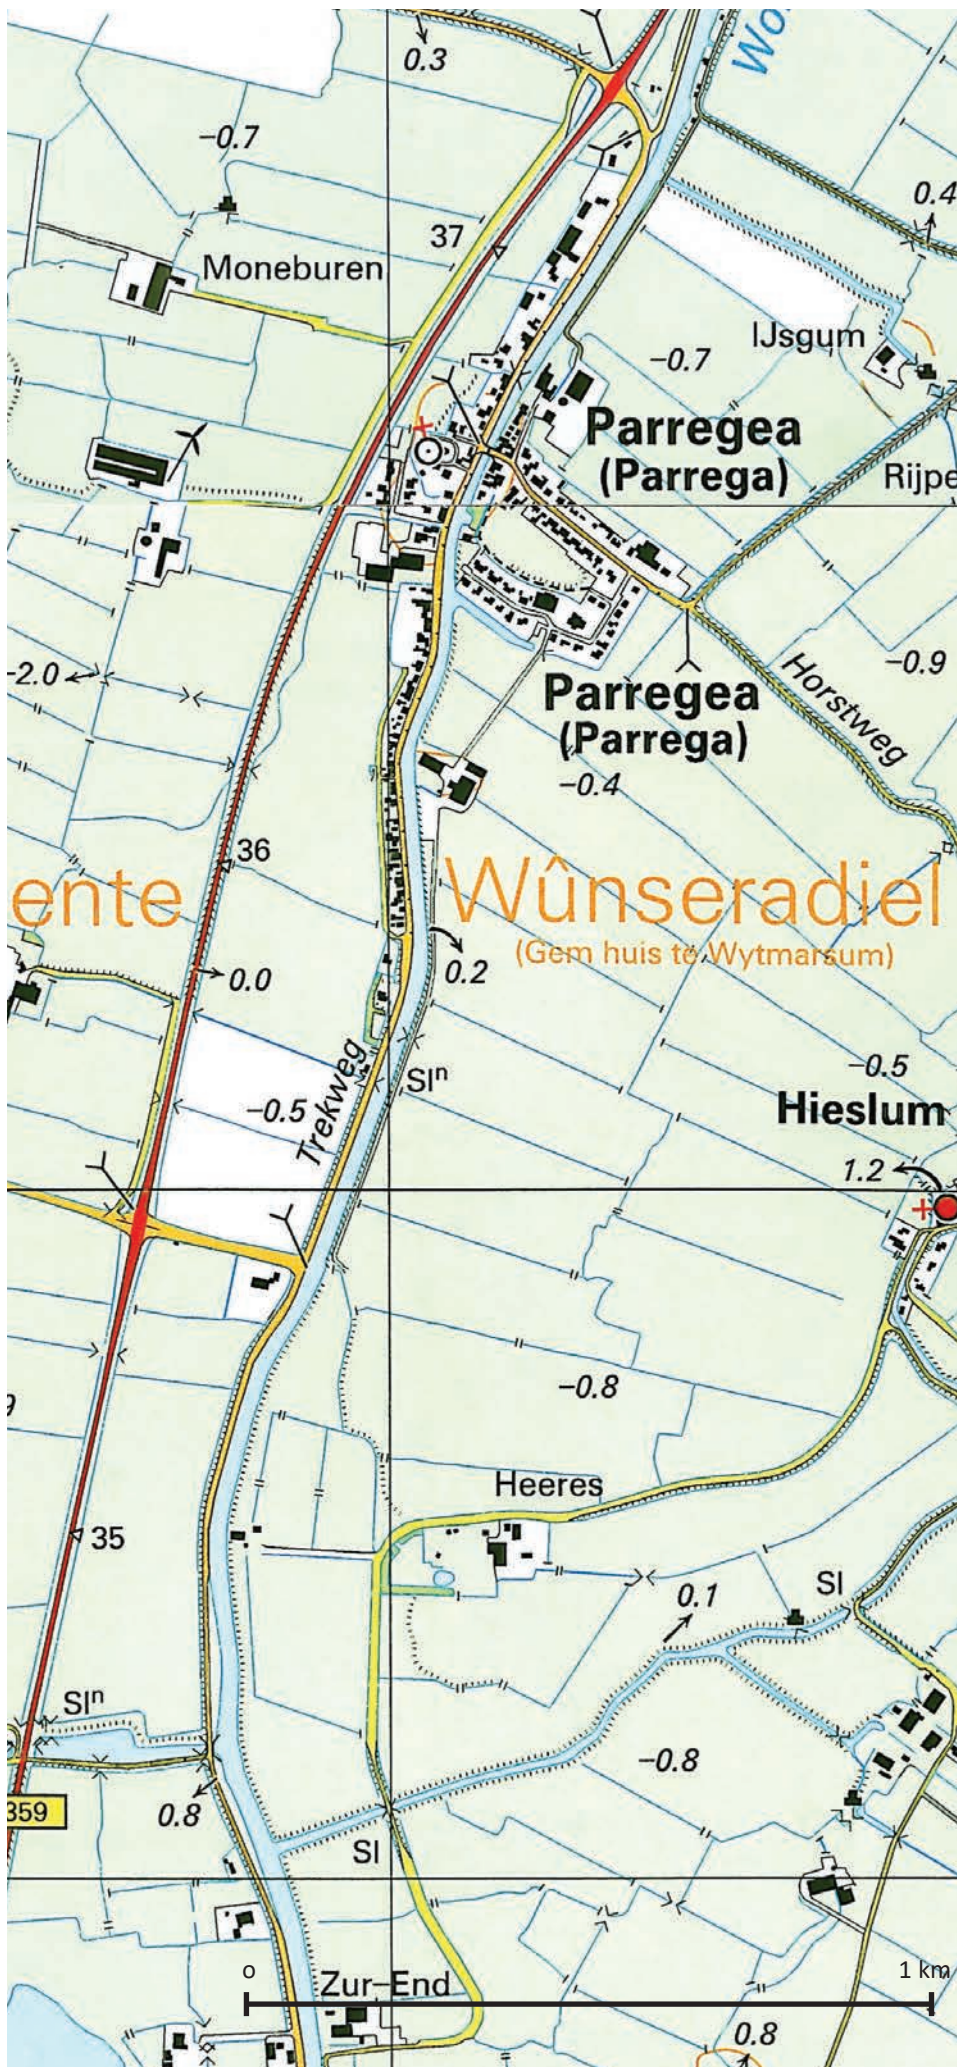 Wo
0.3
-0.7
0.4
37
Moneburen
IJsgum
-0.7
Parregea
(Parrega)
Rijpe
-2.0
-0.9
Horstweg
Parregea
(Parrega)
-0.4
36
ente
Wûnseradiel
(Gem huis te Wytmarsum)
0.0
0.2
Trekweg
Slⁿ
-0.5
-0.5
Hieslum
1.2
-0.8
9
Heeres
35
0.1
Sl
Slⁿ
-0.8
359
0.8
Sl
0
1 km
Zur-End
0.8